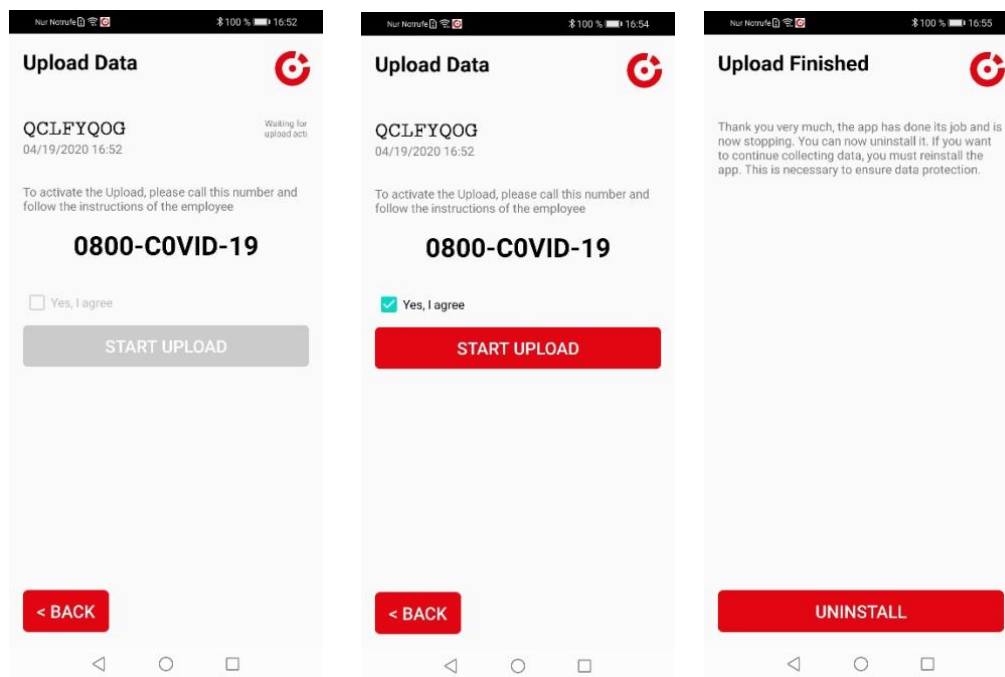 Nur Notrufe 100 % 16:52
Upload Data
QCLFYQOG
04/19/2020 16:52
Waiting for
upload acti
To activate the Upload, please call this number and
follow the instructions of the employee
0800-C0VID-19
Yes, I agree
START UPLOAD
< BACK
Nur Notrufe 100 % 16:54
Upload Data
QCLFYQOG
04/19/2020 16:52
To activate the Upload, please call this number and
follow the instructions of the employee
0800-C0VID-19
Yes, I agree
START UPLOAD
< BACK
Nur Notrufe 100 % 16:55
Upload Finished
Thank you very much, the app has done its job and is
now stopping. You can now uninstall it. If you want
to continue collecting data, you must reinstall the
app. This is necessary to ensure data protection.
UNINSTALL